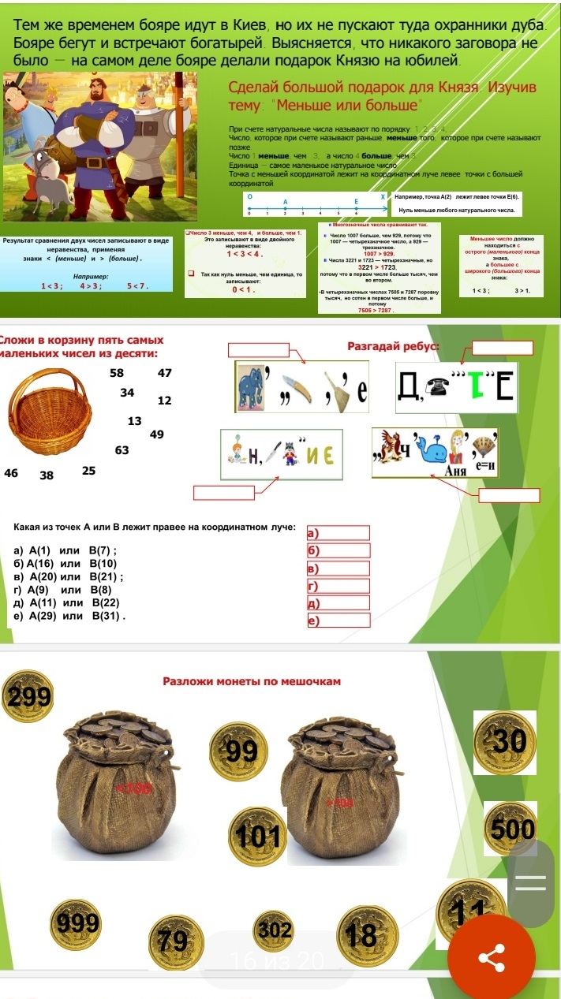 Тем же временем бояре идут в Киев, но их не пускают туда охранники дуба.
Бояре бегут и встречают богатырей. Выясняется, что никакого заговора не
было — на самом деле бояре делали подарок Князю на юбилей.
Сделай большой подарок для Князя. Изучив
тему: "Меньше или больше"
При счете натуральные числа называют по порядку: 1, 2, 3, 4, ...
Число, которое при счете называют раньше, меньше того, которое при счете называют
позже
Число 1 меньше, чем 3, а число 4 больше, чем 3.
Единица — самое маленькое натуральное число
Точка с меньшей координатой лежит на координатном луче левее точки с большей
координатой.
O A E X
0 1 2 3 4 5 6
Например, точка А(2) лежит левее точки Е(6).
Нуль меньше любого натурального числа.
Результат сравнения двух чисел записывают в виде
неравенства, применяя
знаки < (меньше) и > (больше).
Например:
1 < 3 ; 4 > 3 ; 5 < 7 .
Число 3 меньше, чем 4, и больше, чем 1.
Это записывают в виде двойного
неравенства:
1 < 3 < 4 .
Так как нуль меньше, чем единица, то
записывают:
0 < 1 .
Многозначные числа сравнивают так.
Число 1007 больше, чем 929, потому что
1007 — четырехзначное число, а 929 —
трехзначное.
1007 > 929.
Числа 3221 и 1723 — четырехзначные, но
3221 > 1723,
потому что в первом числе больше тысяч, чем
во втором.
•В четырехзначных числах 7505 и 7287 поровну
тысяч, но сотен в первом числе больше, и
потому
7505 > 7287 .
Меньшее число должно
находиться с
острого (маленького) конца
знака,
а большее с
широкого (большого) конца
знака:
1 < 3 ; 3 > 1.
Сложи в корзину пять самых
маленьких чисел из десяти:
58 47
34
12
13
49
63
46 38 25
Разгадай ребус:
’ ,, , ’ е
Д, ’’’ 1 ’’ Е
Н, ’’ И Е
,, Ч ’ ’ , ’
Аня е=и
Какая из точек А или В лежит правее на координатном луче:
а) А(1) или В(7) ;
б) А(16) или В(10)
в) А(20) или В(21) ;
г) А(9) или В(8)
д) А(11) или В(22)
е) А(29) или В(31) .
а)
б)
в)
г)
д)
е)
Разложи монеты по мешочкам
299
99
30
<100
>100
101
500
999
79
302
18
11
16 из 20